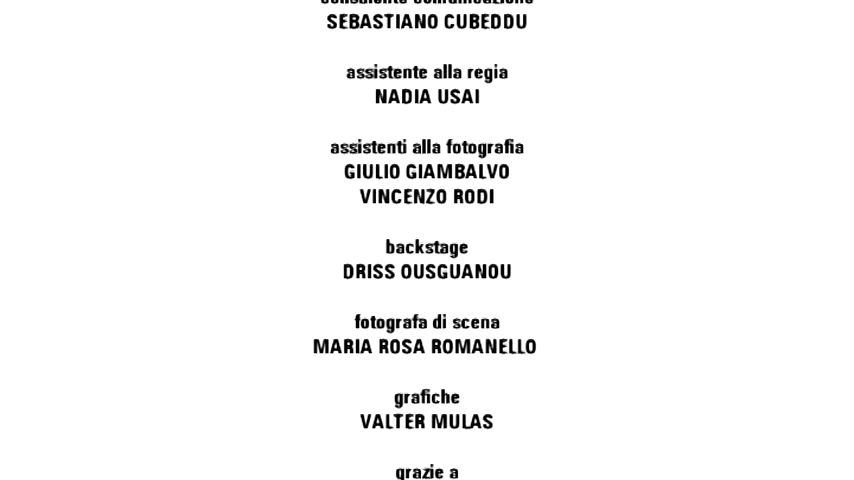 SEBASTIANO CUBEDDU
assistente alla regia
NADIA USAI
assistenti alla fotografia
GIULIO GIAMBALVO
VINCENZO RODI
backstage
DRISS OUSGUANOU
fotografa di scena
MARIA ROSA ROMANELLO
grafiche
VALTER MULAS
grazie a